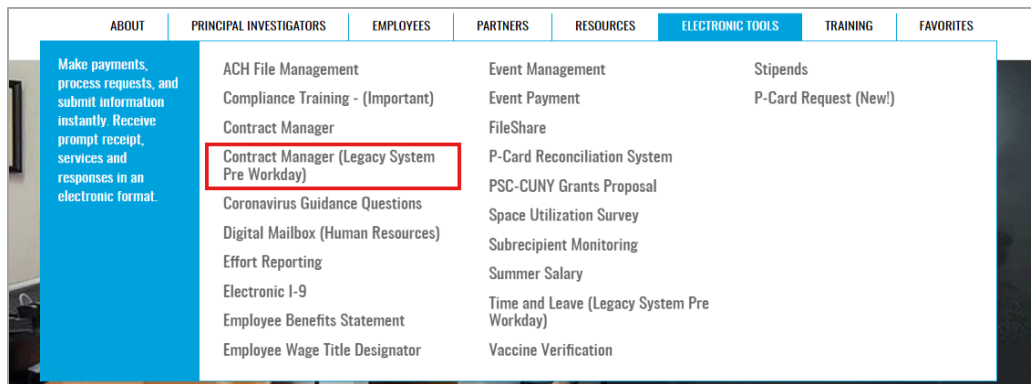 ABOUT PRINCIPAL INVESTIGATORS EMPLOYEES PARTNERS RESOURCES ELECTRONIC TOOLS TRAINING FAVORITES
Make payments,
process requests, and
submit information
instantly. Receive
prompt receipt,
services and
responses in an
electronic format.
ACH File Management
Compliance Training - (Important)
Contract Manager
Contract Manager (Legacy System
Pre Workday)
Coronavirus Guidance Questions
Digital Mailbox (Human Resources)
Effort Reporting
Electronic I-9
Employee Benefits Statement
Employee Wage Title Designator
Event Management
Event Payment
FileShare
P-Card Reconciliation System
PSC-CUNY Grants Proposal
Space Utilization Survey
Subrecipient Monitoring
Summer Salary
Time and Leave (Legacy System Pre
Workday)
Vaccine Verification
Stipends
P-Card Request (New!)